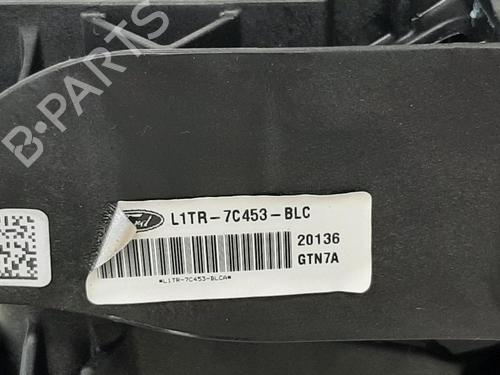 B-PARTS
Ford L1TR-7C453-BLC
20136
GTN7A
*L1TR-7C453-BLCA*